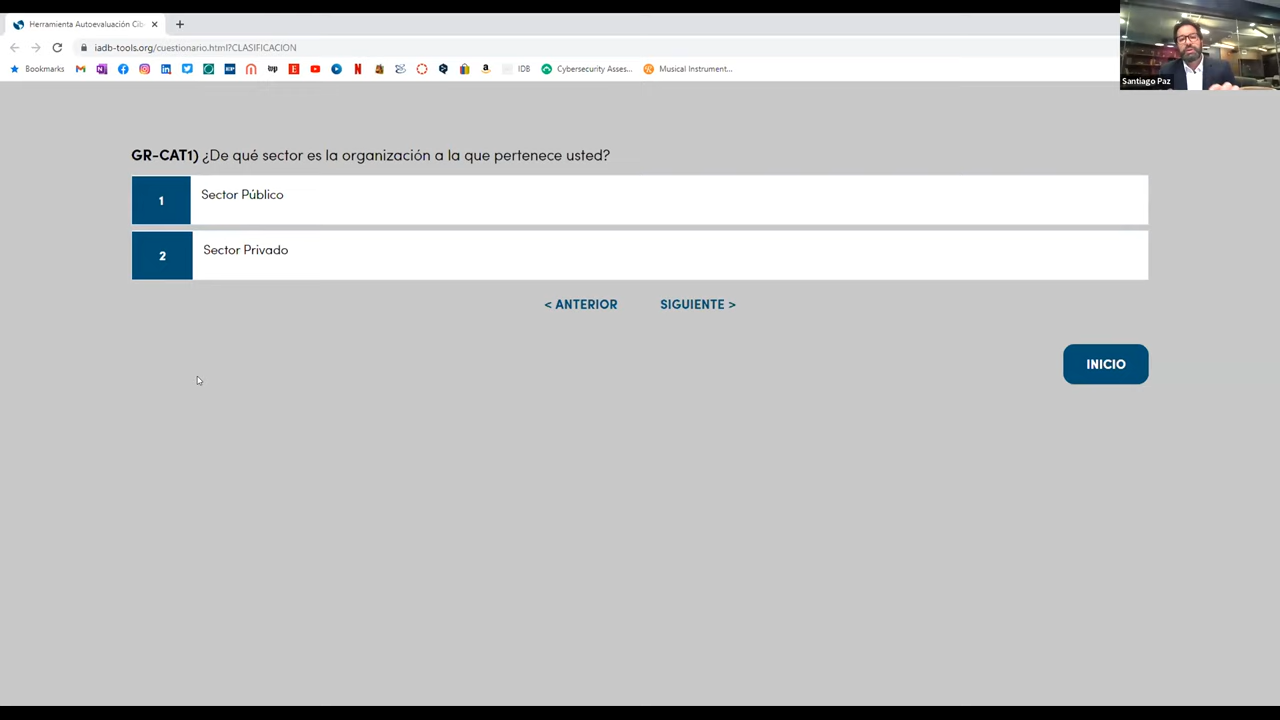 Herramienta Autoevaluación Cib
iadb-tools.org/cuestionario.html?CLASIFICACION
Bookmarks
IDB
Cybersecurity Asses...
Musical Instrument...
Santiago Paz
GR-CAT1) ¿De qué sector es la organización a la que pertenece usted?
1 Sector Público
2 Sector Privado
< ANTERIOR SIGUIENTE >
INICIO